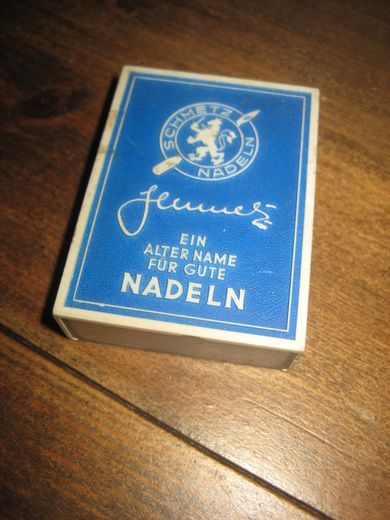 SCHMETZ
NADELN
Schmetz
EIN
ALTER NAME
FÜR GUTE
NADELN